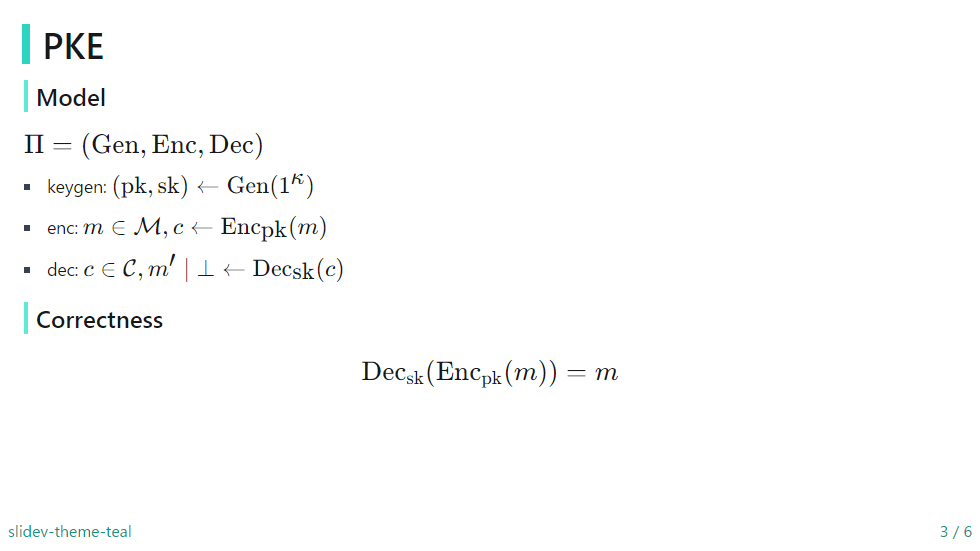 PKE
Model
Π = (Gen, Enc, Dec)
▪ keygen: (pk, sk) ← Gen(1^κ)
▪ enc: m ∈ ℳ, c ← Enc_pk(m)
▪ dec: c ∈ 𝒞, m′ | ⊥ ← Dec_sk(c)
Correctness
Dec_sk(Enc_pk(m)) = m
slidev-theme-teal
3 / 6